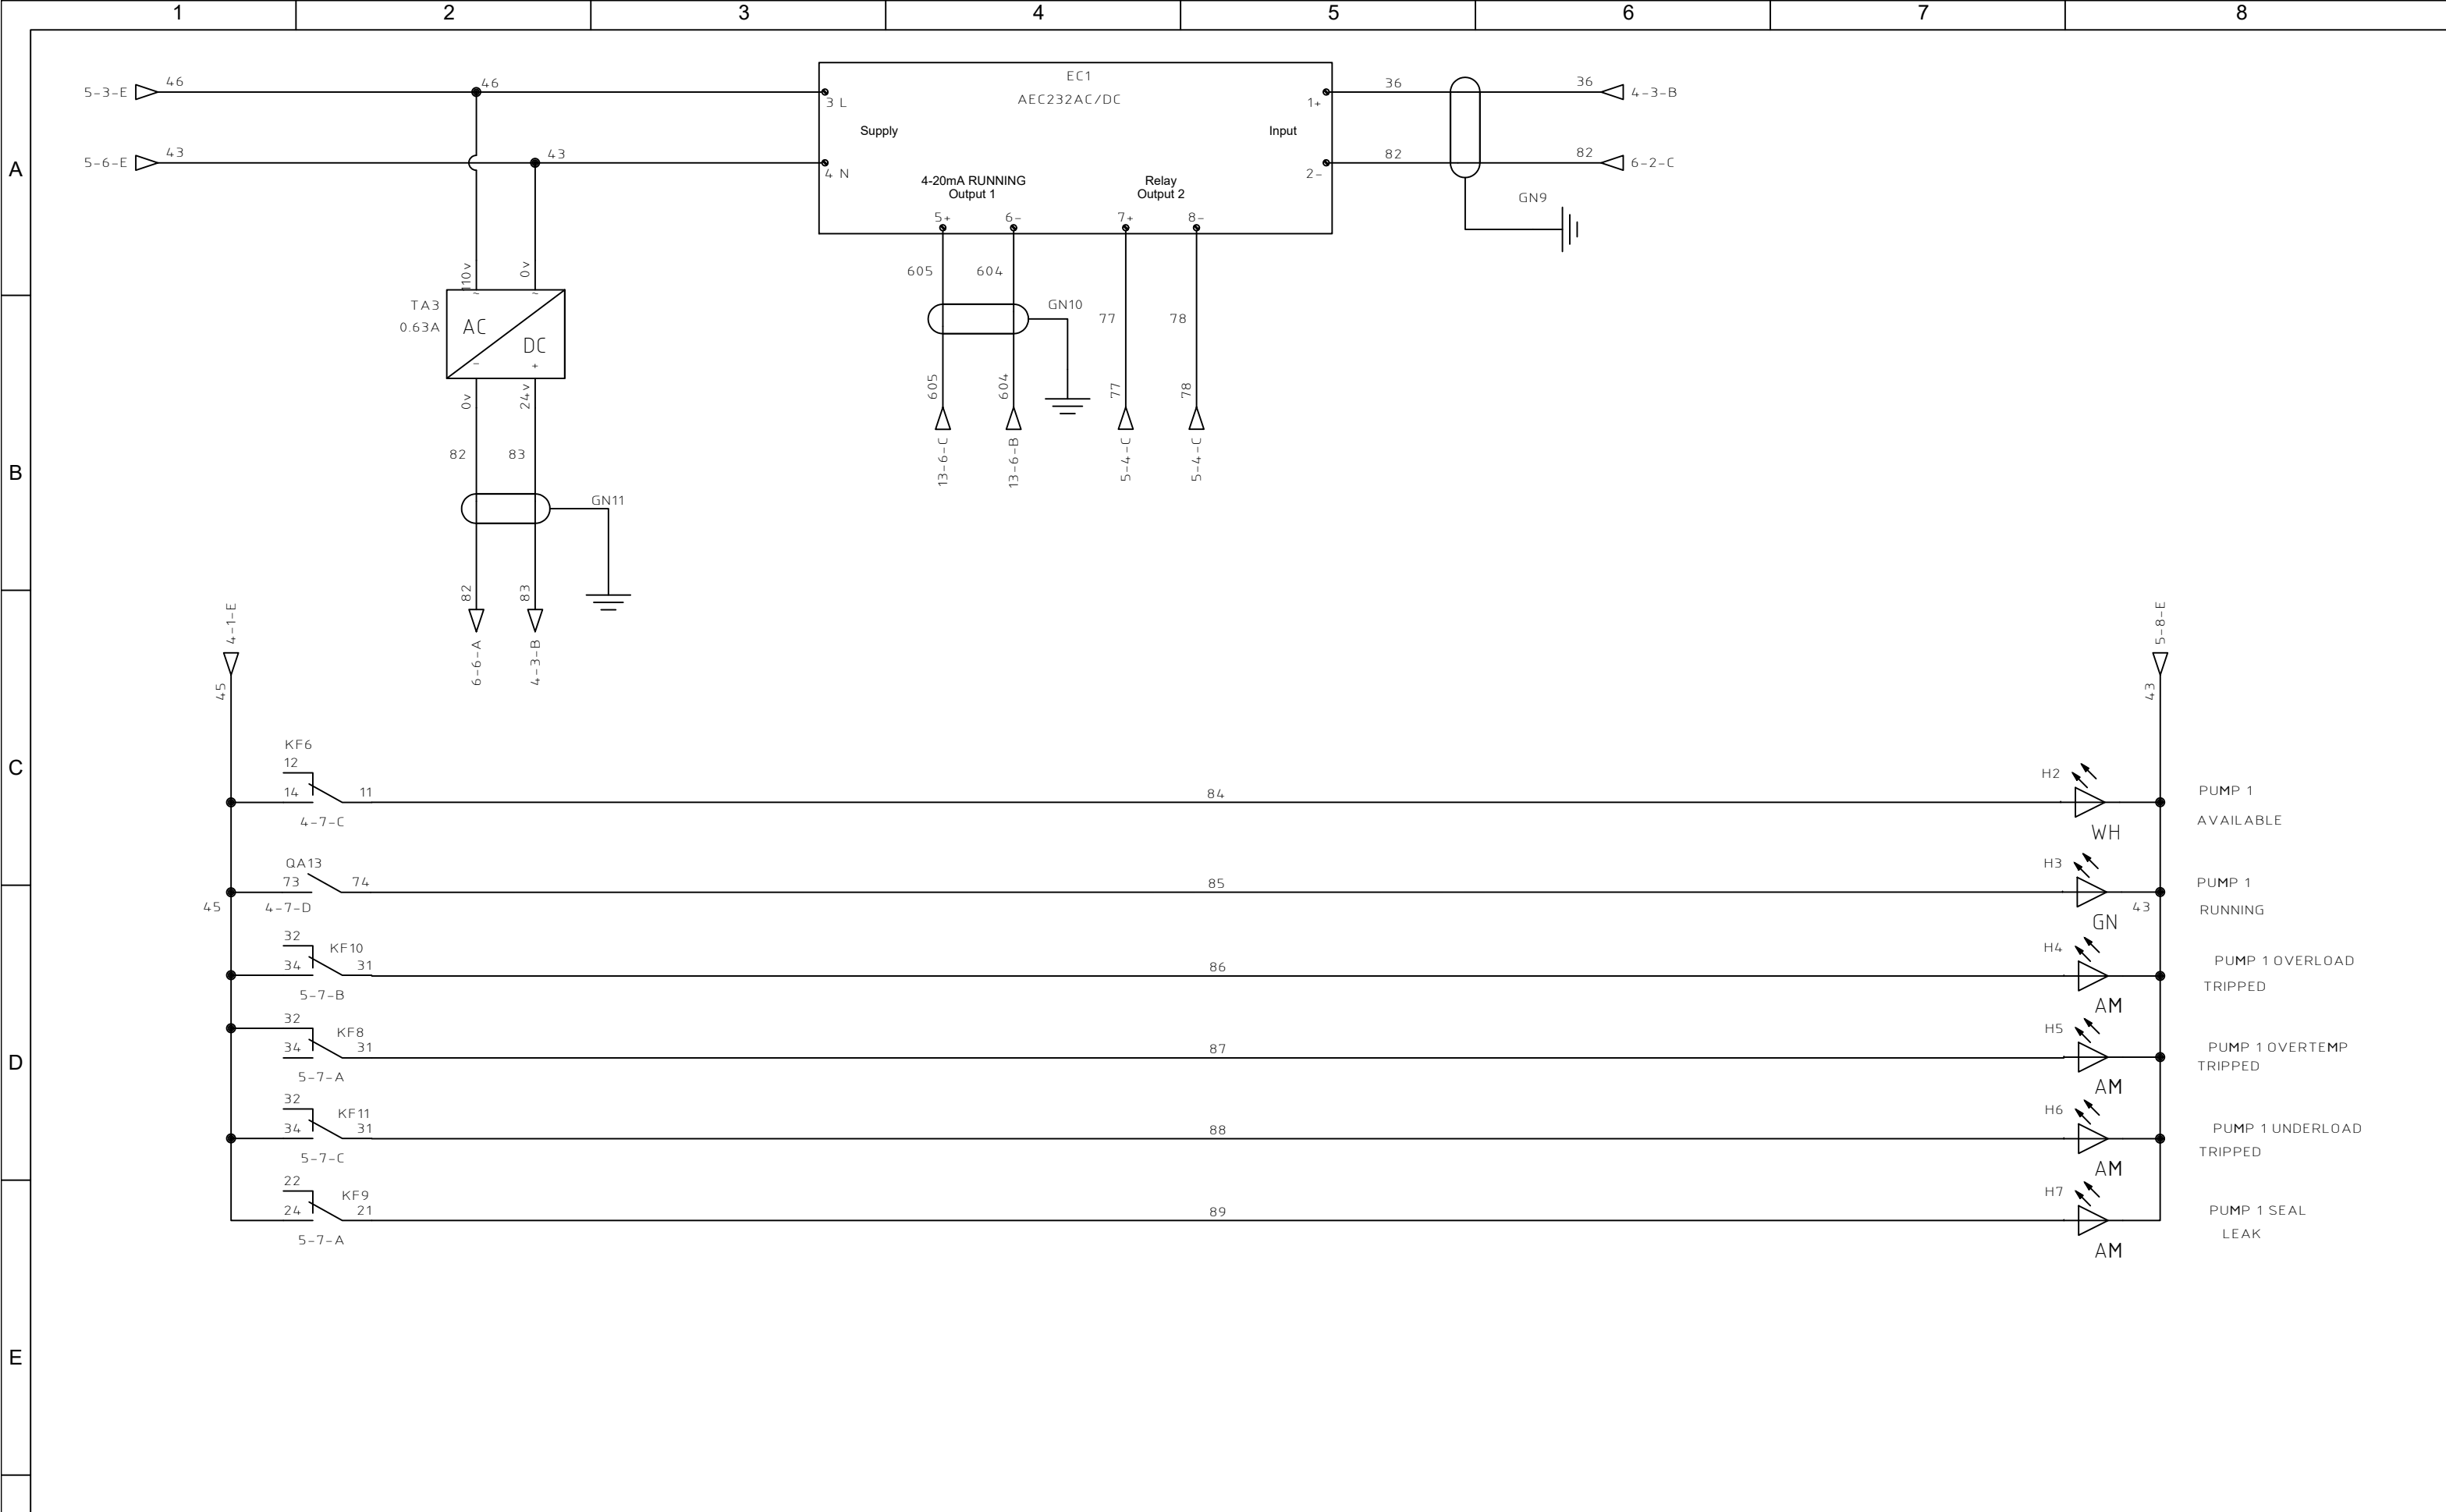 1 2 3 4 5 6 7 8
A
B
C
D
E
5-3-E 46 46
5-6-E 43 43
EC1
AEC232AC/DC
3 L
Supply
4 N
1+
Input
2-
4-20mA RUNNING
Output 1
Relay
Output 2
5+ 6- 7+ 8-
36 36 4-3-B
82 82 6-2-C
GN9
110v 0v
~ ~
TA3
0.63A
AC
DC
- +
0v 24v
82 83
GN11
82 83
6-6-A 4-3-B
605 604
GN10
77 78
605 604 77 78
13-6-C 13-6-B 5-4-C 5-4-C
4-1-E
45
5-8-E
43
KF6
12
14 11
4-7-C
84
H2
WH
PUMP 1
AVAILABLE
QA13
73 74
45 4-7-D
85
H3
43
GN
PUMP 1
RUNNING
32
KF10
34 31
5-7-B
86
H4
AM
PUMP 1 OVERLOAD
TRIPPED
32
KF8
34 31
5-7-A
87
H5
AM
PUMP 1 OVERTEMP
TRIPPED
32
KF11
34 31
5-7-C
88
H6
AM
PUMP 1 UNDERLOAD
TRIPPED
22
KF9
24 21
5-7-A
89
H7
AM
PUMP 1 SEAL
LEAK